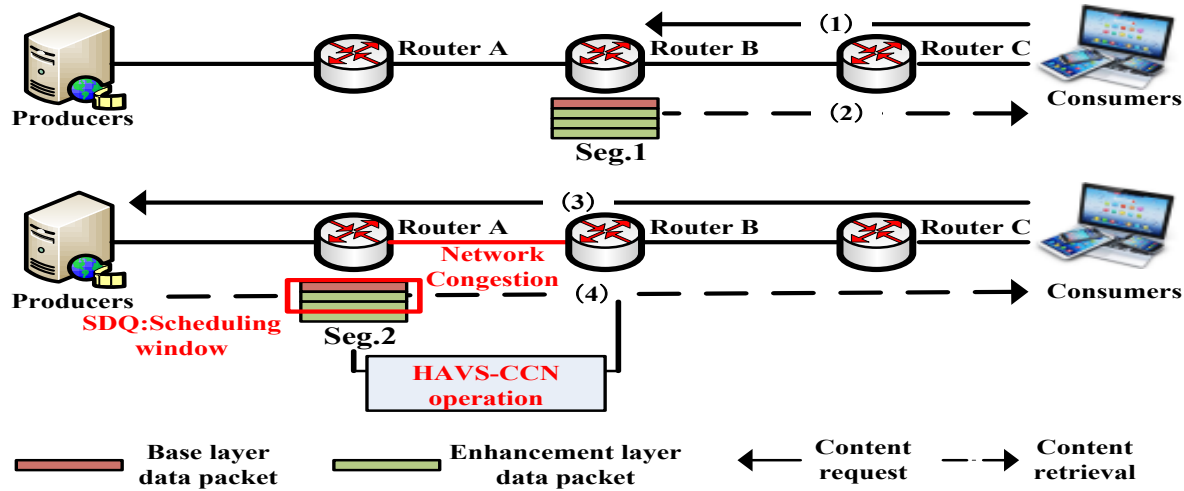 (1)
Router A
Router B
Router C
Producers
(2)
Consumers
Seg.1
(3)
Router A
Router B
Router C
Network
Congestion
Producers
(4)
Consumers
SDQ:Scheduling
window
Seg.2
HAVS-CCN
operation
Base layer
data packet
Enhancement layer
data packet
Content
request
Content
retrieval